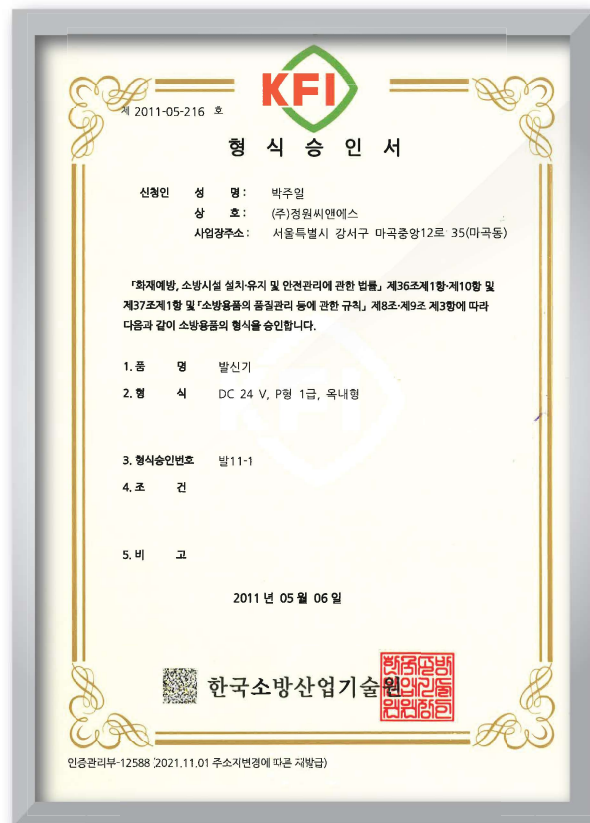 KFI
제 2011-05-216 호
형 식 승 인 서
신청인 성 명 : 박주일
상 호 : (주)정원씨앤에스
사업장주소 : 서울특별시 강서구 마곡중앙12로 35(마곡동)
「화재예방, 소방시설 설치·유지 및 안전관리에 관한 법률」 제36조제1항·제10항 및
제37조제1항 및 「소방용품의 품질관리 등에 관한 규칙」 제8조·제9조 제3항에 따라
다음과 같이 소방용품의 형식을 승인합니다.
1. 품 명 발신기
2. 형 식 DC 24 V, P형 1급, 옥내형
3. 형식승인번호 발11-1
4. 조 건
5. 비 고
2011 년 05 월 06 일
한국소방산업기술원
인증관리부-12588 (2021.11.01 주소지변경에 따른 재발급)